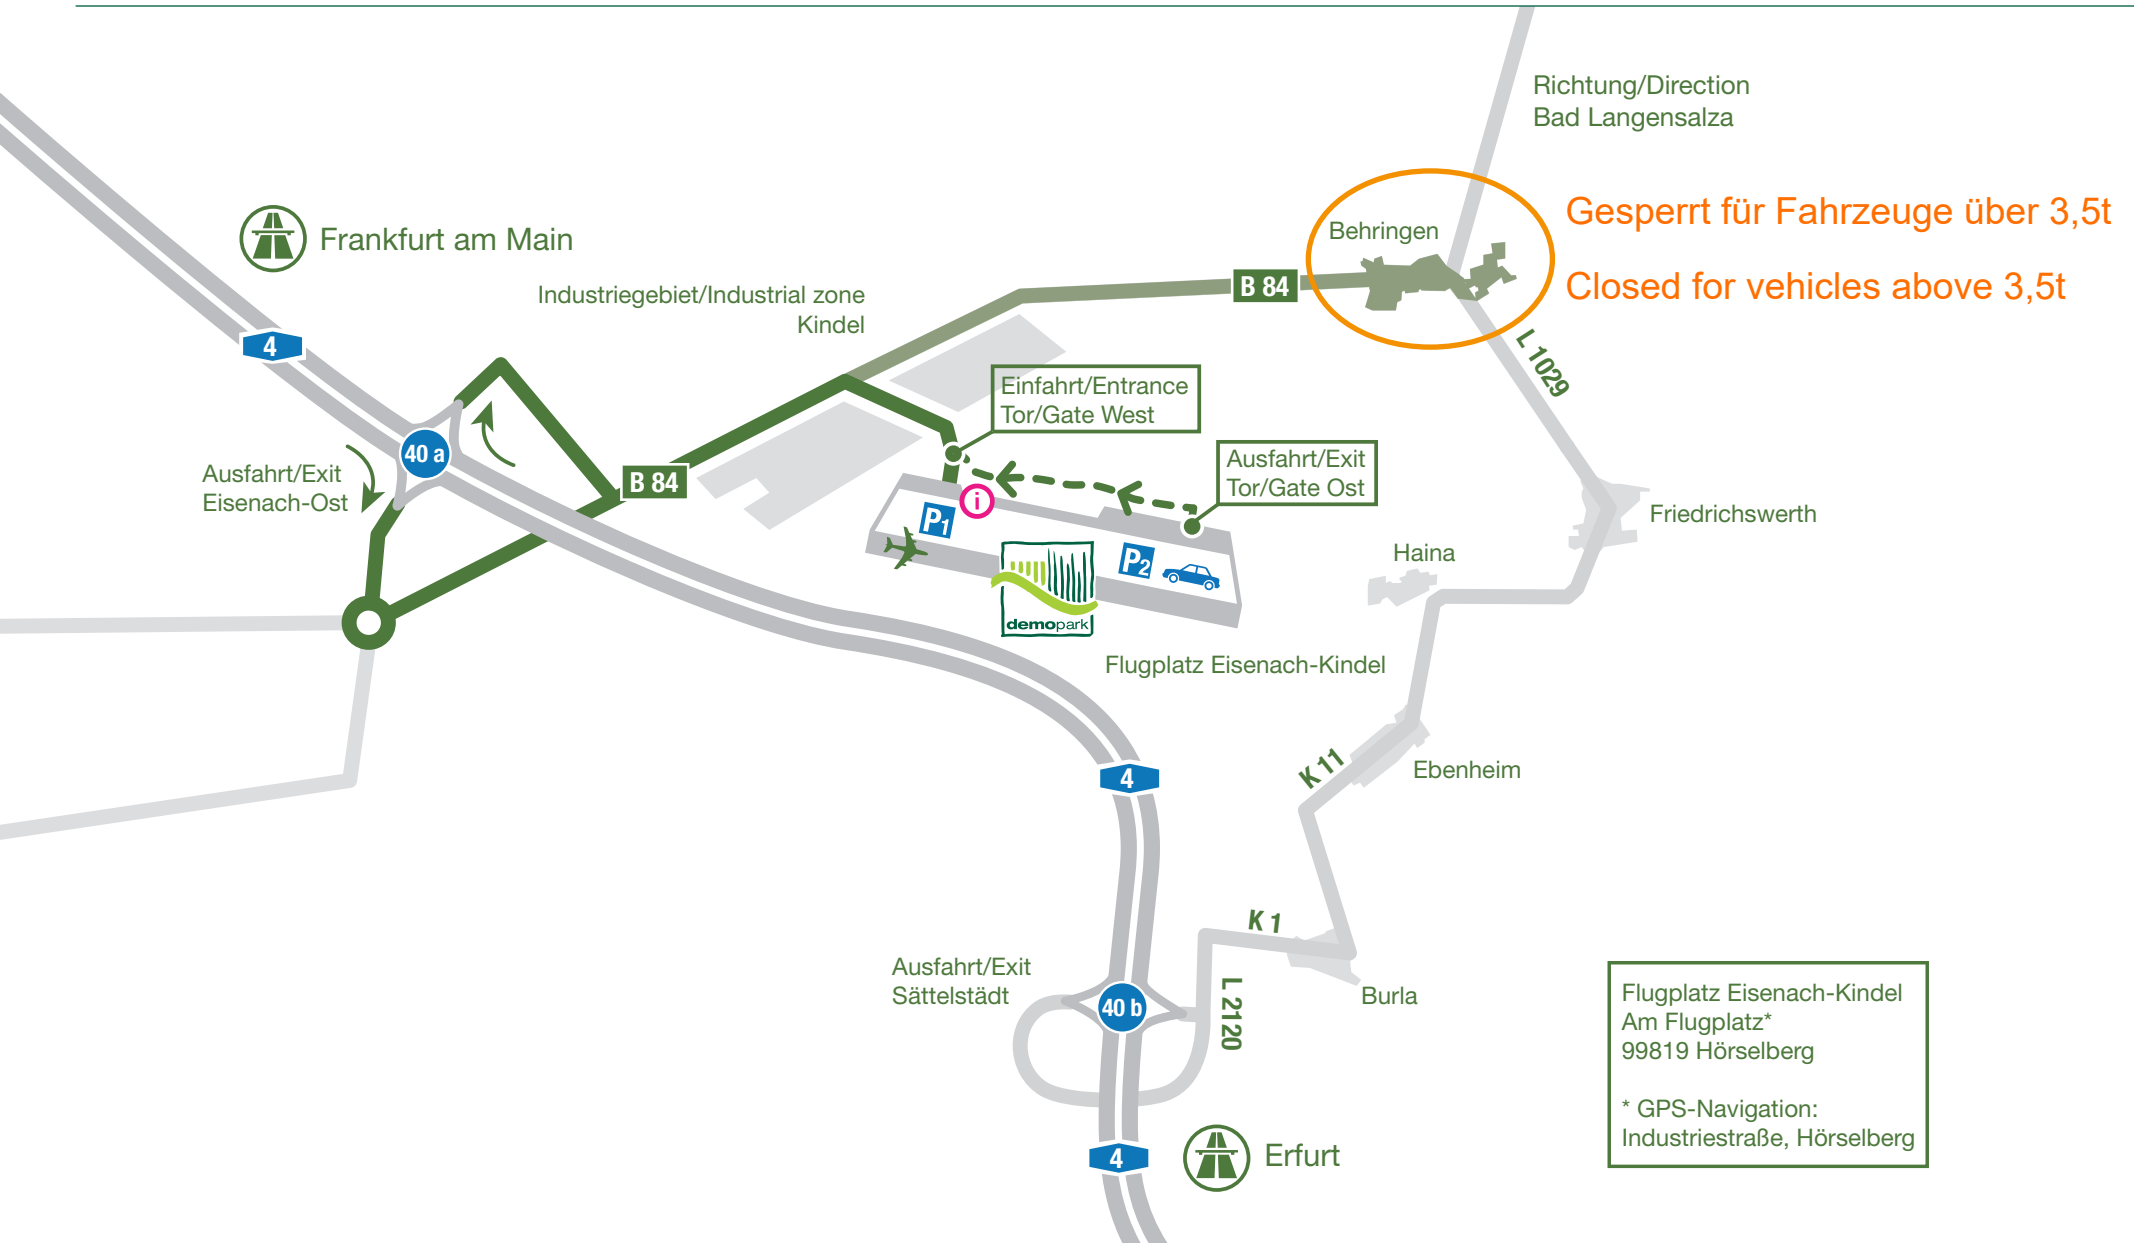 Richtung/Direction
Bad Langensalza
Gesperrt für Fahrzeuge über 3,5t
Closed for vehicles above 3,5t
Behringen
Frankfurt am Main
B 84
Industriegebiet/Industrial zone
Kindel
4
L 1029
Einfahrt/Entrance
Tor/Gate West
40 a
Ausfahrt/Exit
Eisenach-Ost
B 84
Ausfahrt/Exit
Tor/Gate Ost
i
P1
P2
Friedrichswerth
Haina
demopark
Flugplatz Eisenach-Kindel
4
K 11
Ebenheim
K 1
Ausfahrt/Exit
Sättelstädt
40 b
L 2120
Burla
Flugplatz Eisenach-Kindel
Am Flugplatz*
99819 Hörselberg
* GPS-Navigation:
Industriestraße, Hörselberg
4
Erfurt